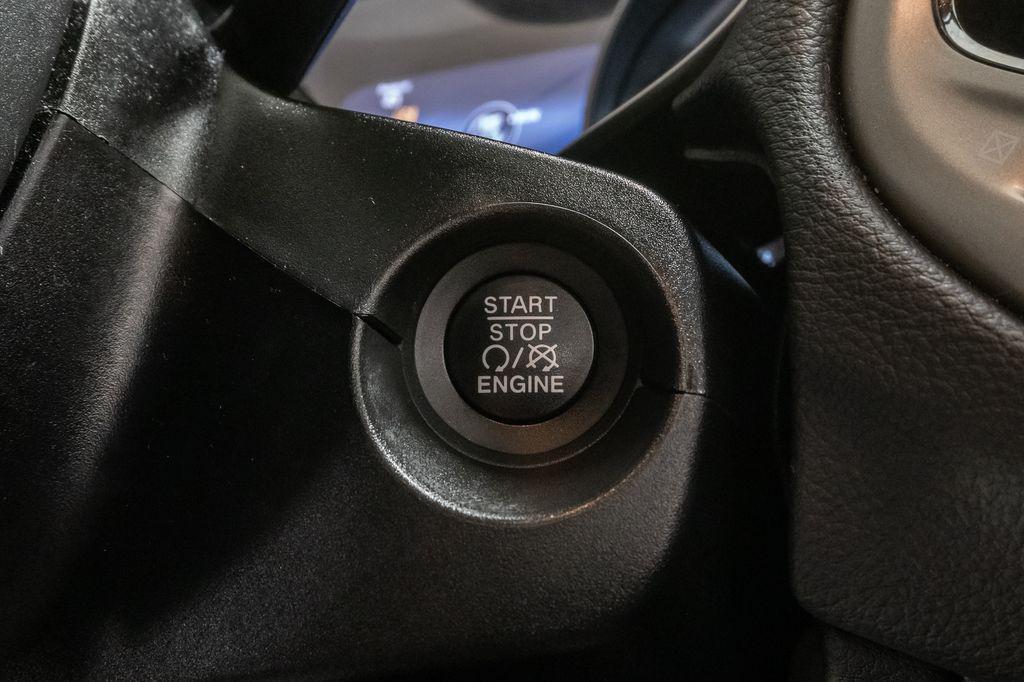 START
STOP
/
ENGINE